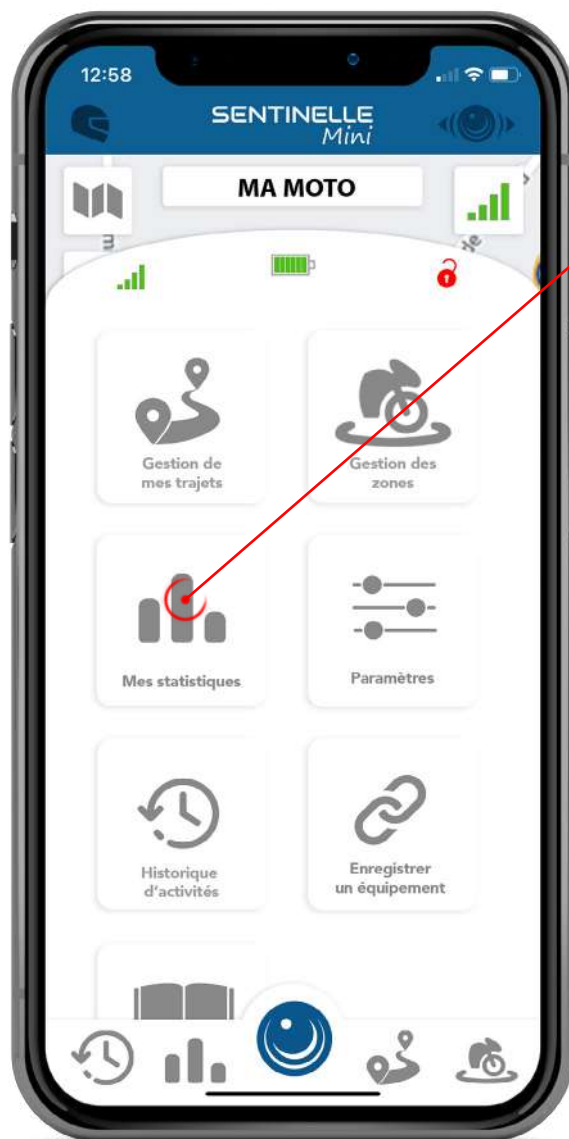 12:58
SENTINELLE
Mini
MA MOTO
Gestion de
mes trajets
Gestion des
zones
Mes statistiques
Paramètres
Historique
d'activités
Enregistrer
un équipement